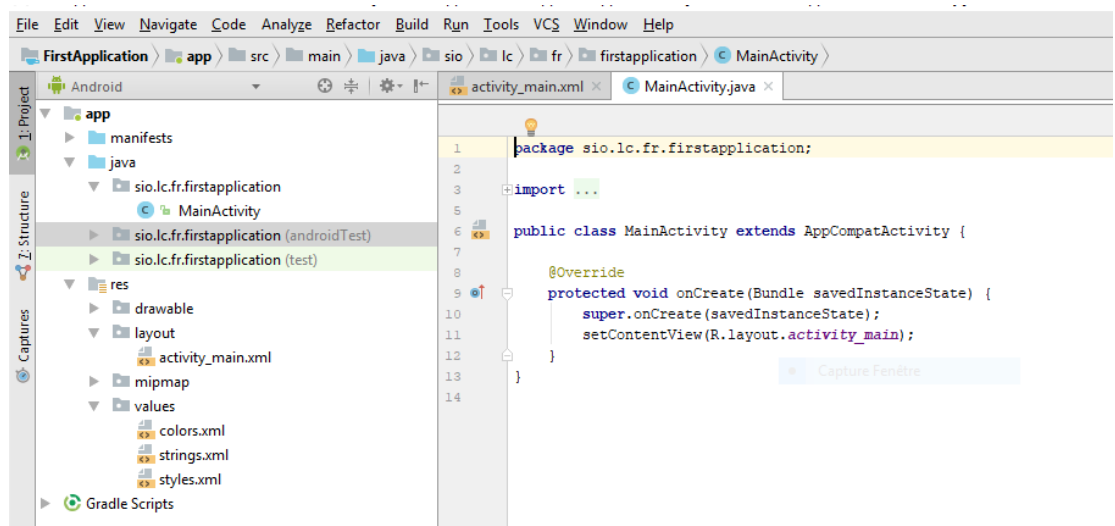 File Edit View Navigate Code Analyze Refactor Build Run Tools VCS Window Help
FirstApplication app src main java sio lc fr firstapplication MainActivity
Android
activity_main.xml MainActivity.java
1: Project
Z: Structure
Captures
app
manifests
java
sio.lc.fr.firstapplication
MainActivity
sio.lc.fr.firstapplication (androidTest)
sio.lc.fr.firstapplication (test)
res
drawable
layout
activity_main.xml
mipmap
values
colors.xml
strings.xml
styles.xml
Gradle Scripts
1 package sio.lc.fr.firstapplication;
2
3 import ...
5
6 public class MainActivity extends AppCompatActivity {
7
8 @Override
9 protected void onCreate(Bundle savedInstanceState) {
10 super.onCreate(savedInstanceState);
11 setContentView(R.layout.activity_main);
12 }
13 }
14
Capture Fenêtre